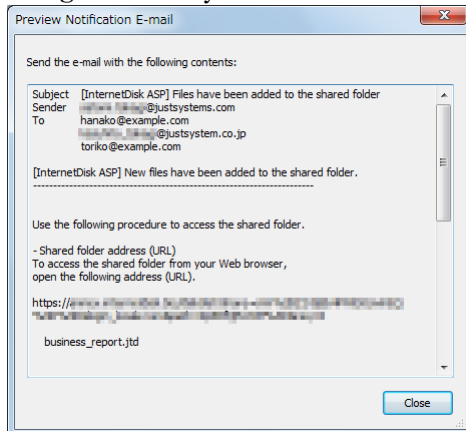 Preview Notification E-mail
Send the e-mail with the following contents:
Subject [InternetDisk ASP] Files have been added to the shared folder
Sender @justsystems.com
To hanako@example.com
@justsystem.co.jp
toriko@example.com
[InternetDisk ASP] New files have been added to the shared folder.
----------------------------------------------------------------------
Use the following procedure to access the shared folder.
- Shared folder address (URL)
To access the shared folder from your Web browser,
open the following address (URL).
https://
business_report.jtd
Close